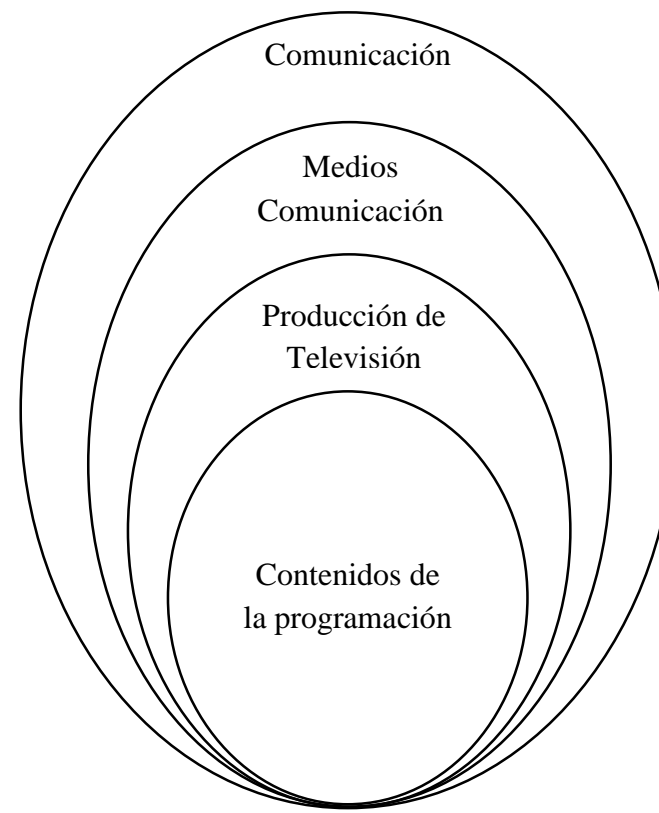 Comunicación
Medios
Comunicación
Producción de
Televisión
Contenidos de
la programación